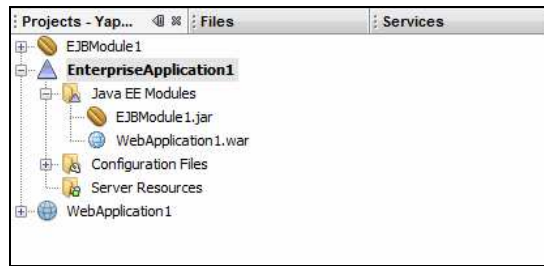 Projects - Yap... Files Services
EJBModule1
EnterpriseApplication1
Java EE Modules
EJBModule1.jar
WebApplication1.war
Configuration Files
Server Resources
WebApplication1